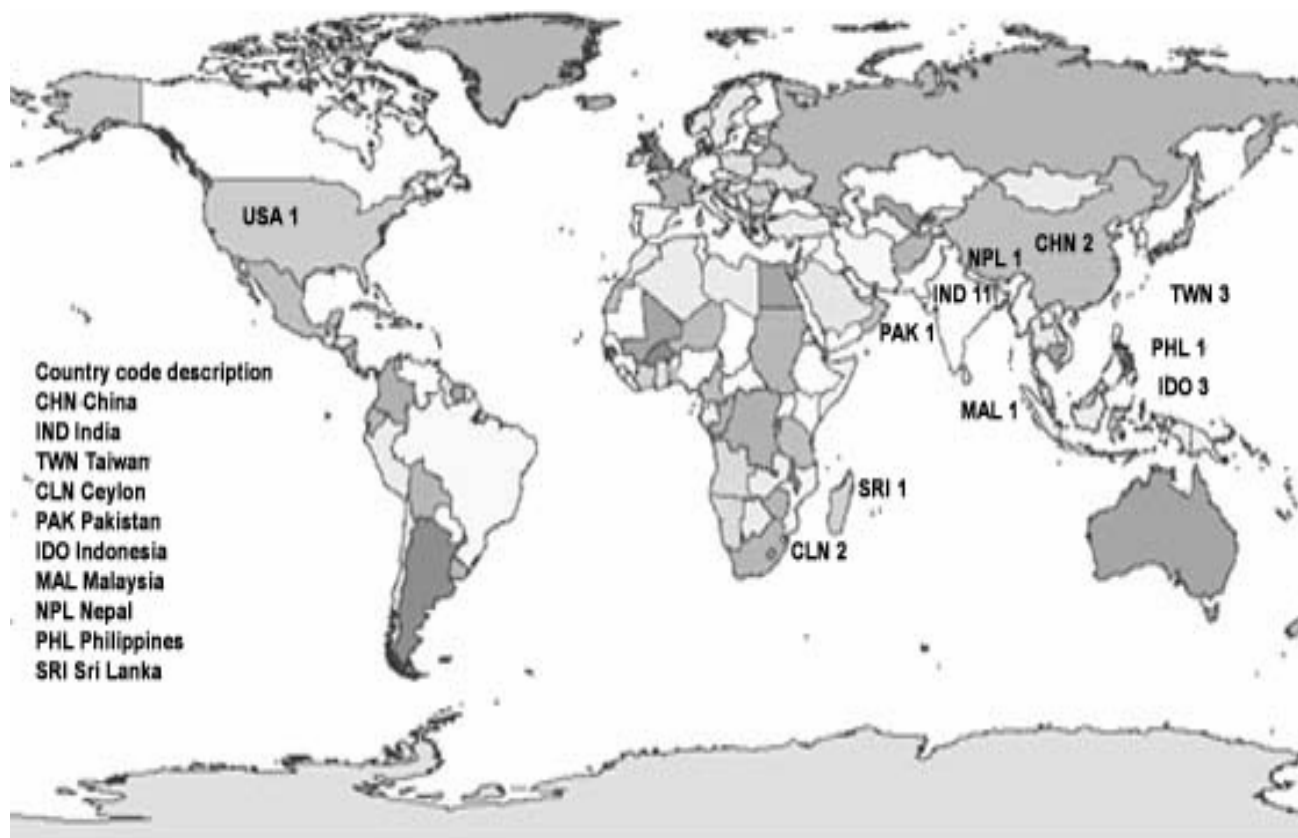 USA 1
CHN 2
NPL 1
IND 11
TWN 3
PAK 1
PHL 1
IDO 3
MAL 1
SRI 1
CLN 2
Country code description
CHN China
IND India
TWN Taiwan
CLN Ceylon
PAK Pakistan
IDO Indonesia
MAL Malaysia
NPL Nepal
PHL Philippines
SRI Sri Lanka